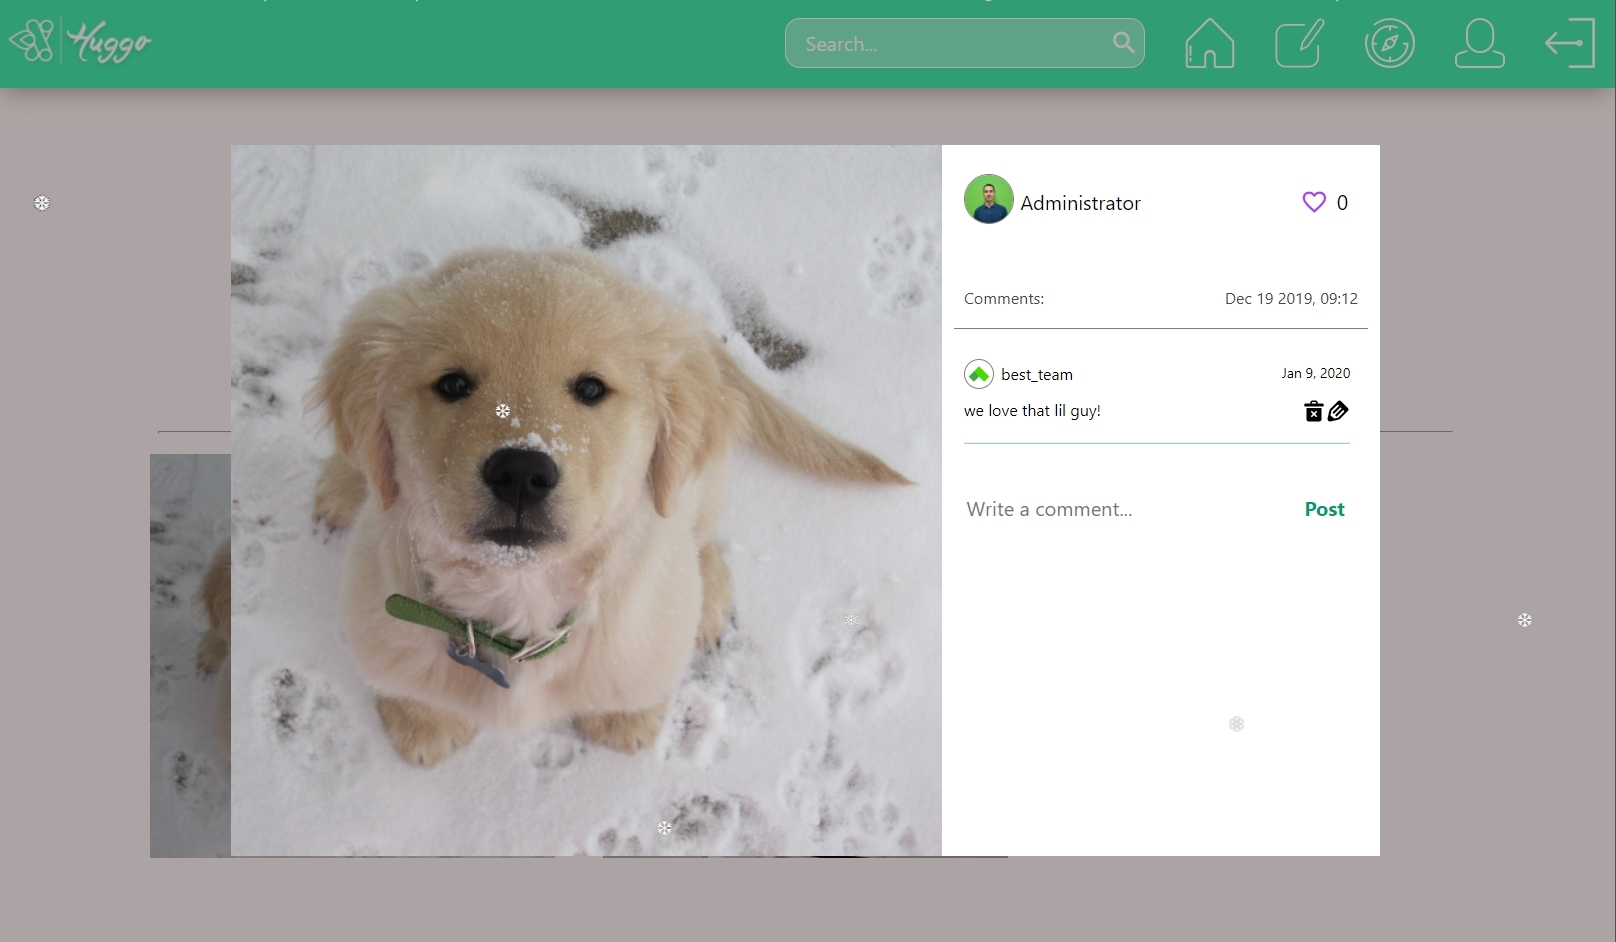 Huggo
Search...
Administrator
0
Comments:
Dec 19 2019, 09:12
best_team
Jan 9, 2020
we love that lil guy!
Write a comment...
Post